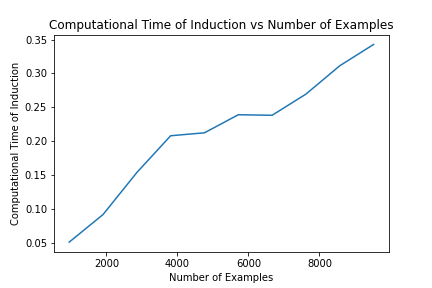 Computational Time of Induction vs Number of Examples
0.35
0.30
0.25
0.20
0.15
0.10
0.05
Computational Time of Induction
2000 4000 6000 8000
Number of Examples